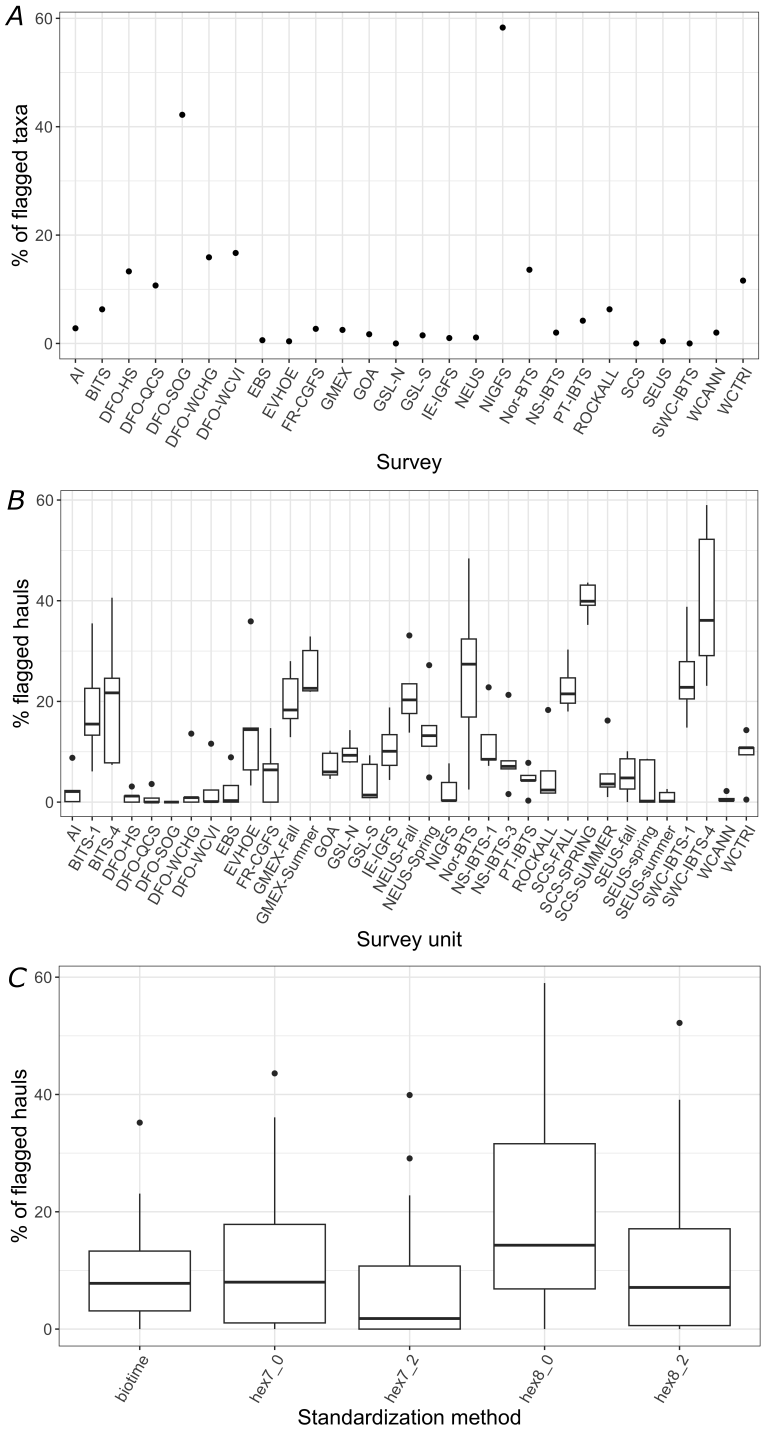 A
% of flagged taxa
60
40
20
0
AI
BITS
DFO-HS
DFO-QCS
DFO-SOG
DFO-WCHG
DFO-WCVI
EBS
EVHOE
FR-CGFS
GMEX
GOA
GSL-N
GSL-S
IE-IGFS
NEUS
NIGFS
Nor-BTS
NS-IBTS
PT-IBTS
ROCKALL
SCS
SEUS
SWC-IBTS
WCANN
WCTRI
Survey
B
% flagged hauls
60
40
20
0
AI
BITS-1
BITS-4
DFO-HS
DFO-QCS
DFO-SOG
DFO-WCHG
DFO-WCVI
EBS
EVHOE
FR-CGFS
GMEX-Fall
GMEX-Summer
GOA
GSL-N
GSL-S
IE-IGFS
NEUS-Fall
NEUS-Spring
NIGFS
Nor-BTS
NS-IBTS-1
NS-IBTS-3
PT-IBTS
ROCKALL
SCS-FALL
SCS-SPRING
SCS-SUMMER
SEUS-fall
SEUS-spring
SEUS-summer
SWC-IBTS-1
SWC-IBTS-4
WCANN
WCTRI
Survey unit
C
% of flagged hauls
60
40
20
0
biotime
hex7_0
hex7_2
hex8_0
hex8_2
Standardization method